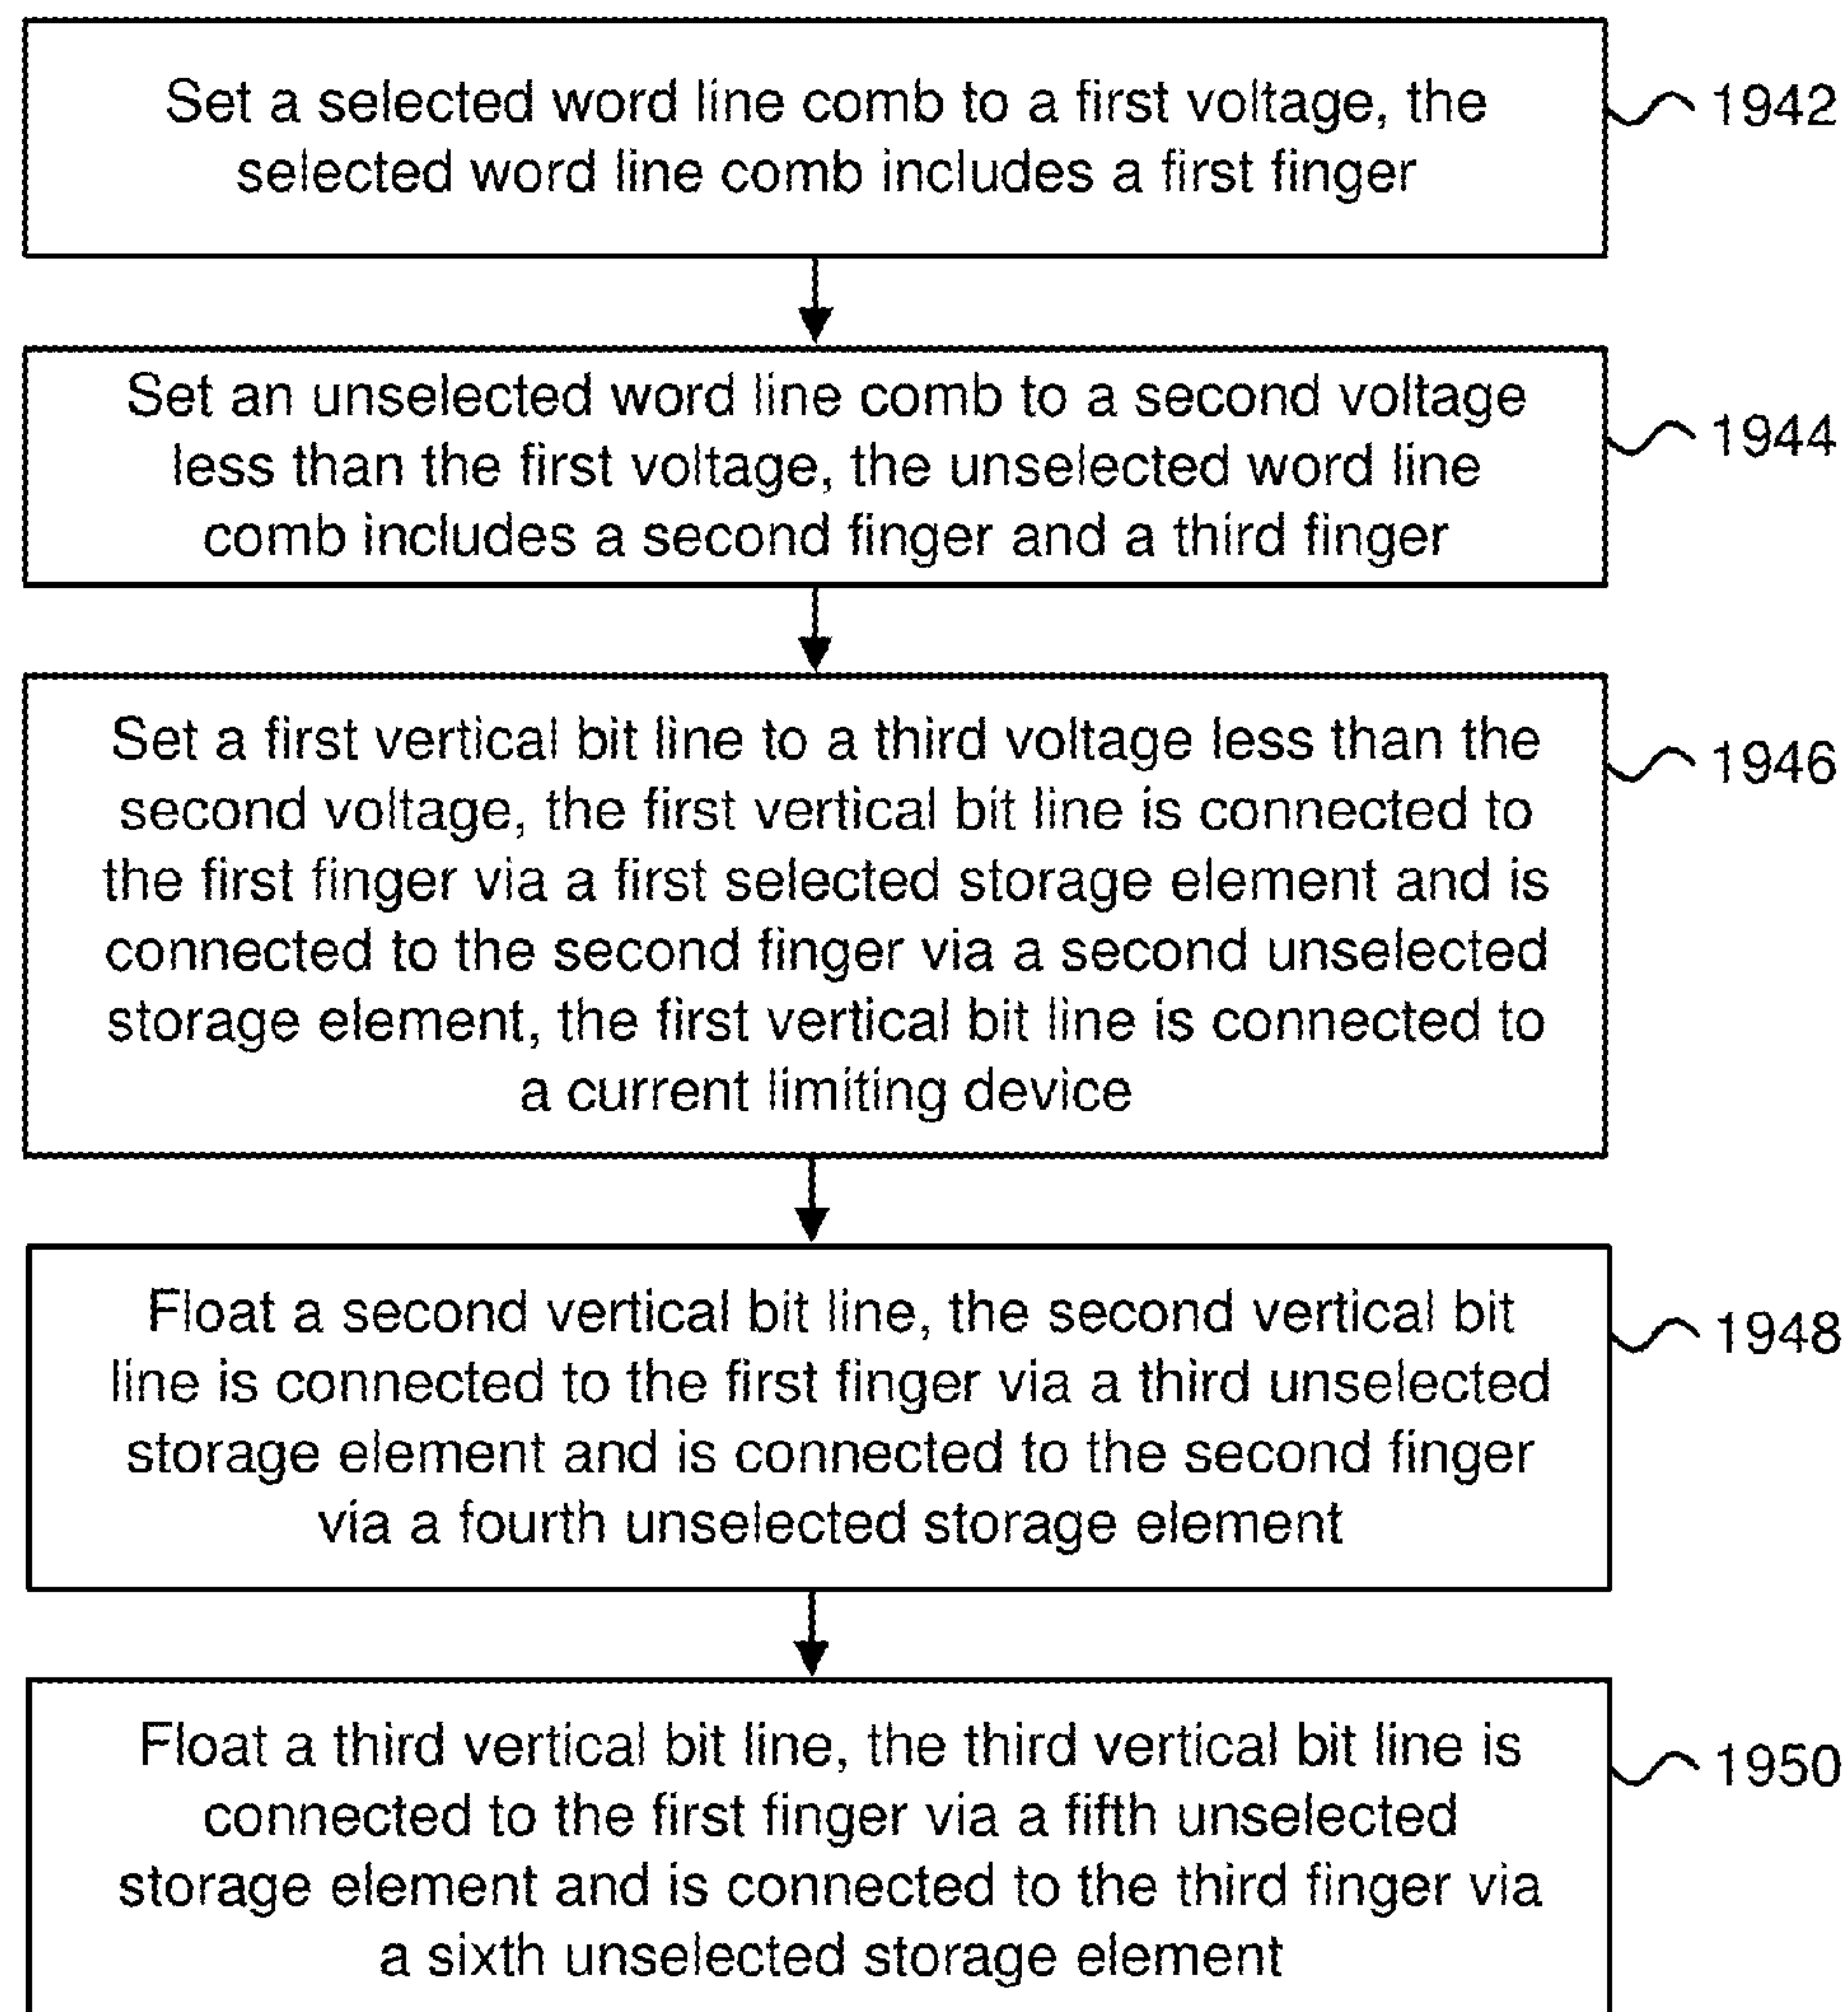 Set a selected word line comb to a first voltage, the
selected word line comb includes a first finger
1942
Set an unselected word line comb to a second voltage
less than the first voltage, the unselected word line
comb includes a second finger and a third finger
1944
Set a first vertical bit line to a third voltage less than the
second voltage, the first vertical bit line is connected to
the first finger via a first selected storage element and is
connected to the second finger via a second unselected
storage element, the first vertical bit line is connected to
a current limiting device
1946
Float a second vertical bit line, the second vertical bit
line is connected to the first finger via a third unselected
storage element and is connected to the second finger
via a fourth unselected storage element
1948
Float a third vertical bit line, the third vertical bit line is
connected to the first finger via a fifth unselected
storage element and is connected to the third finger via
a sixth unselected storage element
1950